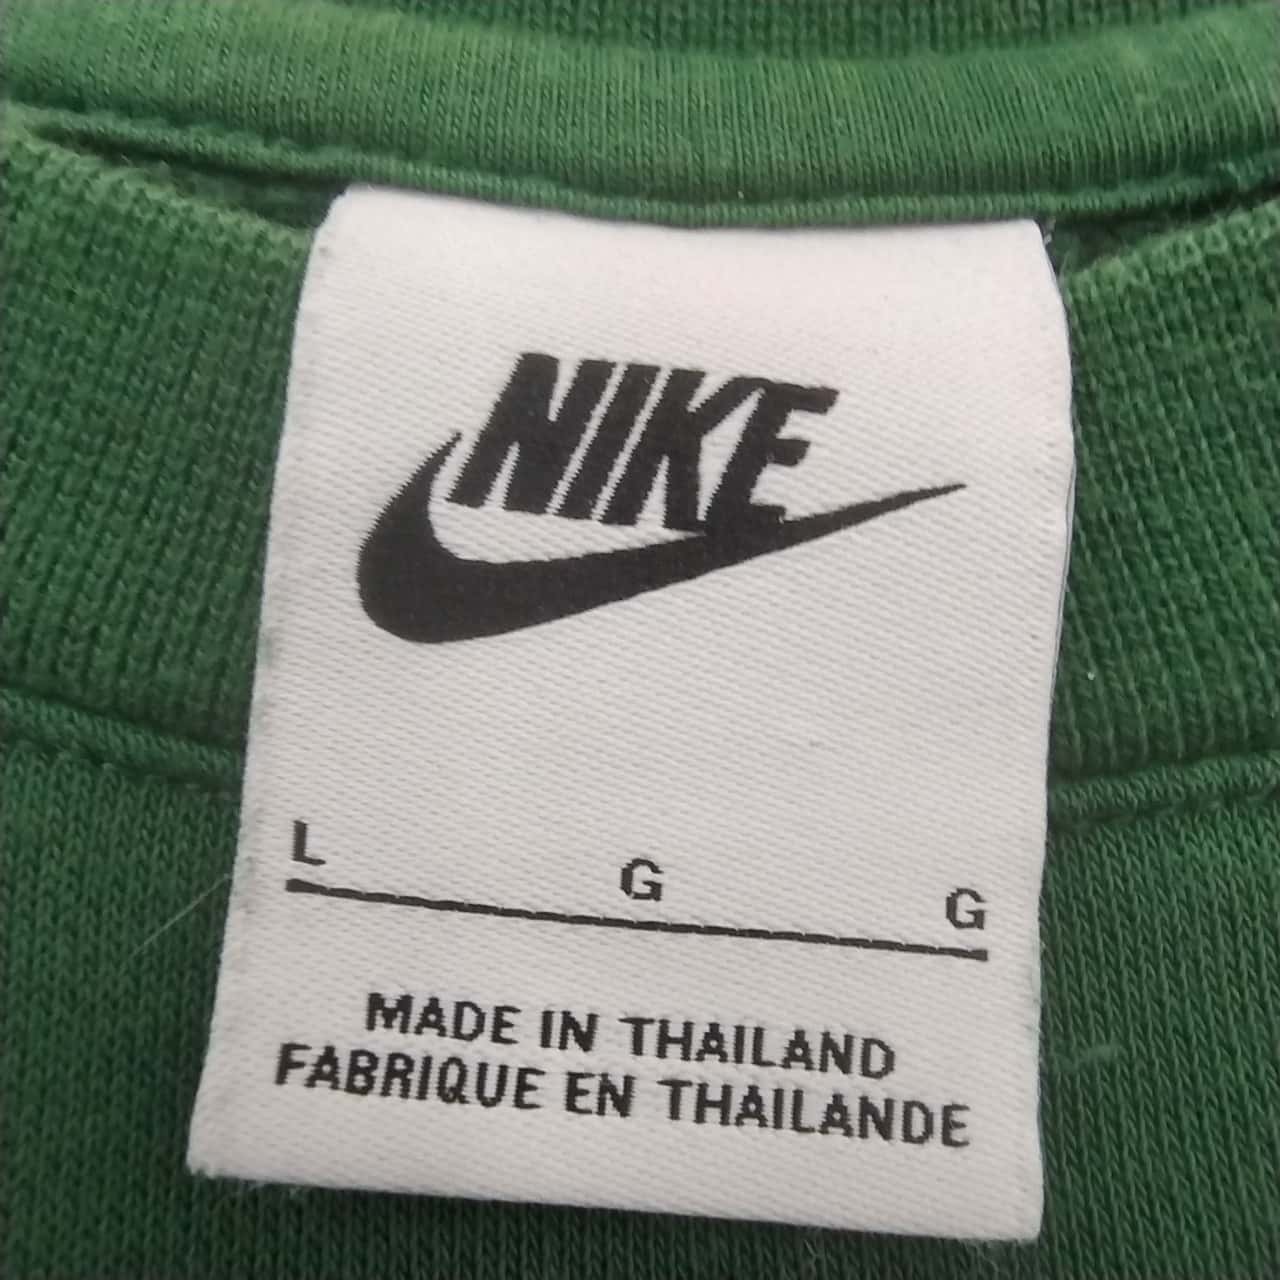 NIKE
L G G
MADE IN THAILAND
FABRIQUE EN THAILANDE